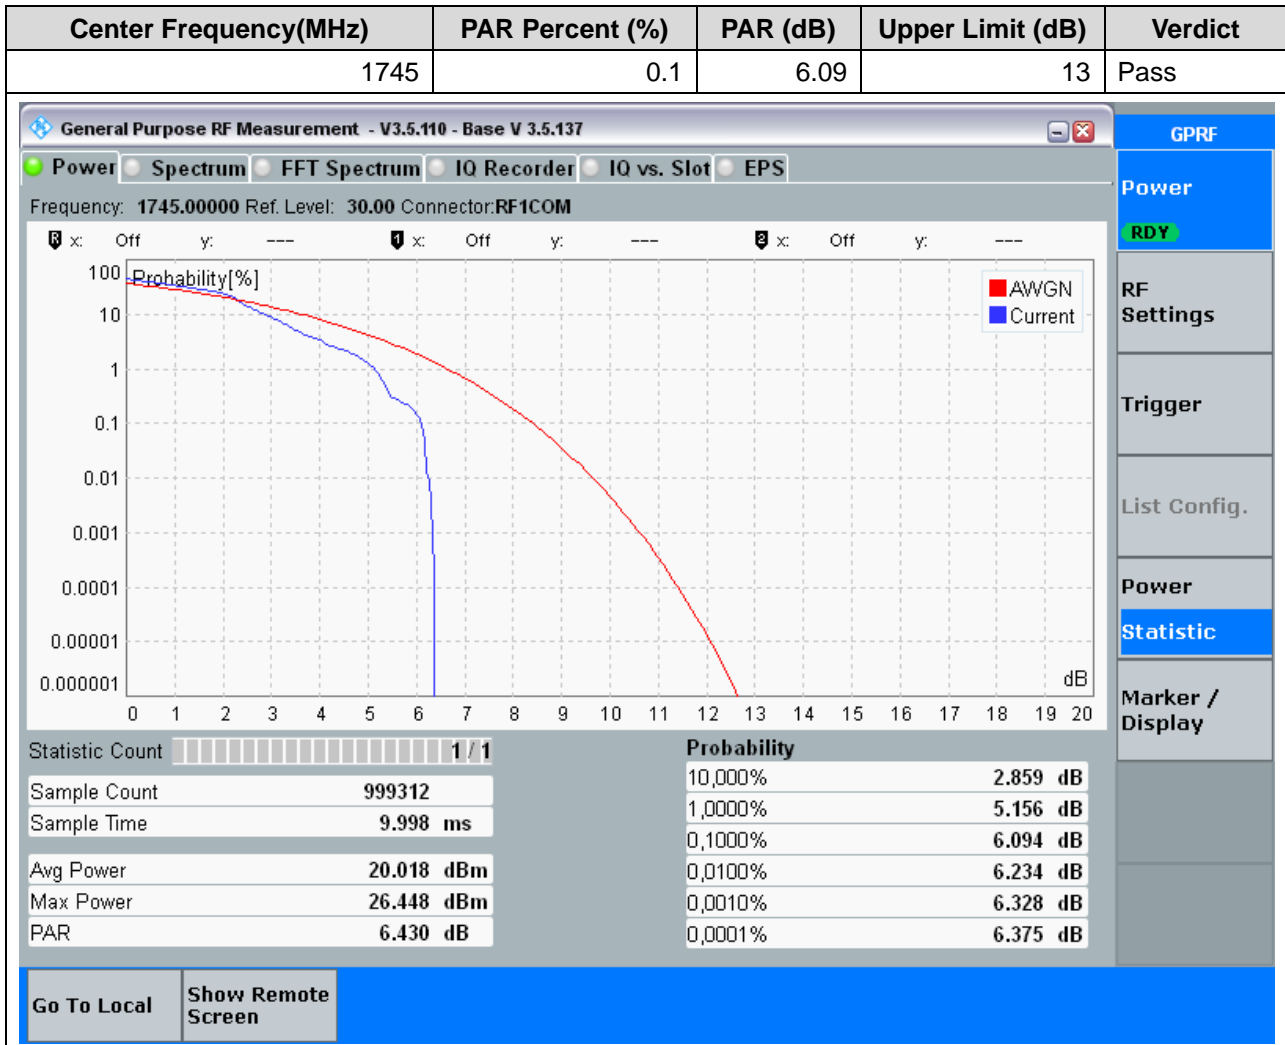 Center Frequency(MHz) PAR Percent (%) PAR (dB) Upper Limit (dB) Verdict
1745 0.1 6.09 13 Pass
General Purpose RF Measurement - V3.5.110 - Base V 3.5.137
GPRF
Power Spectrum FFT Spectrum IQ Recorder IQ vs. Slot EPS
Frequency: 1745.00000 Ref. Level: 30.00 Connector:RF1COM
R x: Off y: --- 1 x: Off y: --- 2 x: Off y: ---
Probability[%]
AWGN
Current
100
10
1
0.1
0.01
0.001
0.0001
0.00001
0.000001
dB
0 1 2 3 4 5 6 7 8 9 10 11 12 13 14 15 16 17 18 19 20
Statistic Count 1 / 1
Sample Count 999312
Sample Time 9.998 ms
Avg Power 20.018 dBm
Max Power 26.448 dBm
PAR 6.430 dB
Probability
10,000% 2.859 dB
1,0000% 5.156 dB
0,1000% 6.094 dB
0,0100% 6.234 dB
0,0010% 6.328 dB
0,0001% 6.375 dB
Power
RDY
RF
Settings
Trigger
List Config.
Power
Statistic
Marker /
Display
Go To Local
Show Remote
Screen